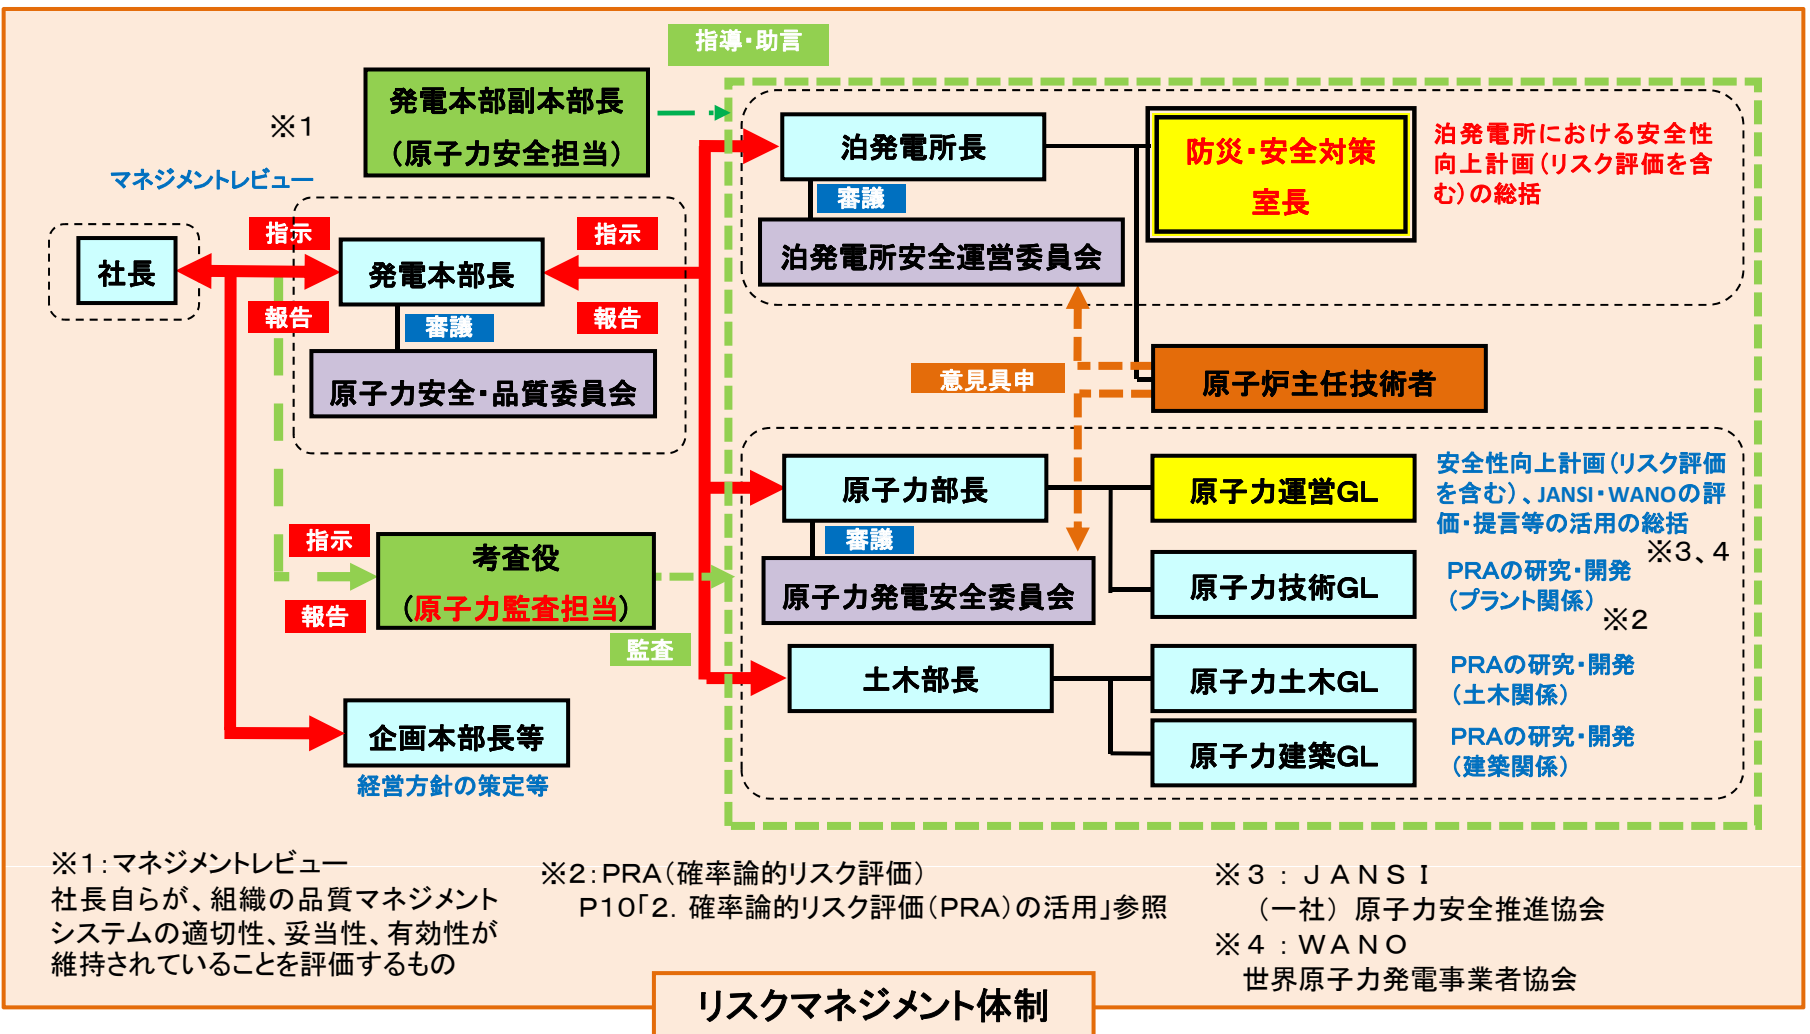 指導・助言
発電本部副本部長
（原子力安全担当）
※１
マネジメントレビュー
社長
指示
報告
発電本部長
審議
原子力安全・品質委員会
指示
報告
泊発電所長
審議
泊発電所安全運営委員会
防災・安全対策
室長
泊発電所における安全性
向上計画（リスク評価を含
む）の総括
意見具申
原子炉主任技術者
原子力部長
審議
原子力発電安全委員会
原子力運営GL
安全性向上計画（リスク評価
を含む）、JANSI・WANOの評
価・提言等の活用の総括
※３、４
原子力技術GL
PRAの研究・開発
（プラント関係）
※２
指示
報告
考査役
（原子力監査担当）
監査
土木部長
原子力土木GL
PRAの研究・開発
（土木関係）
原子力建築GL
PRAの研究・開発
（建築関係）
企画本部長等
経営方針の策定等
※１：マネジメントレビュー
社長自らが、組織の品質マネジメント
システムの適切性、妥当性、有効性が
維持されていることを評価するもの
※２：PRA（確率論的リスク評価）
P１０「２．確率論的リスク評価（PRA）の活用」参照
※３：ＪＡＮＳＩ
（一社）原子力安全推進協会
※４：ＷＡＮＯ
世界原子力発電事業者協会
リスクマネジメント体制